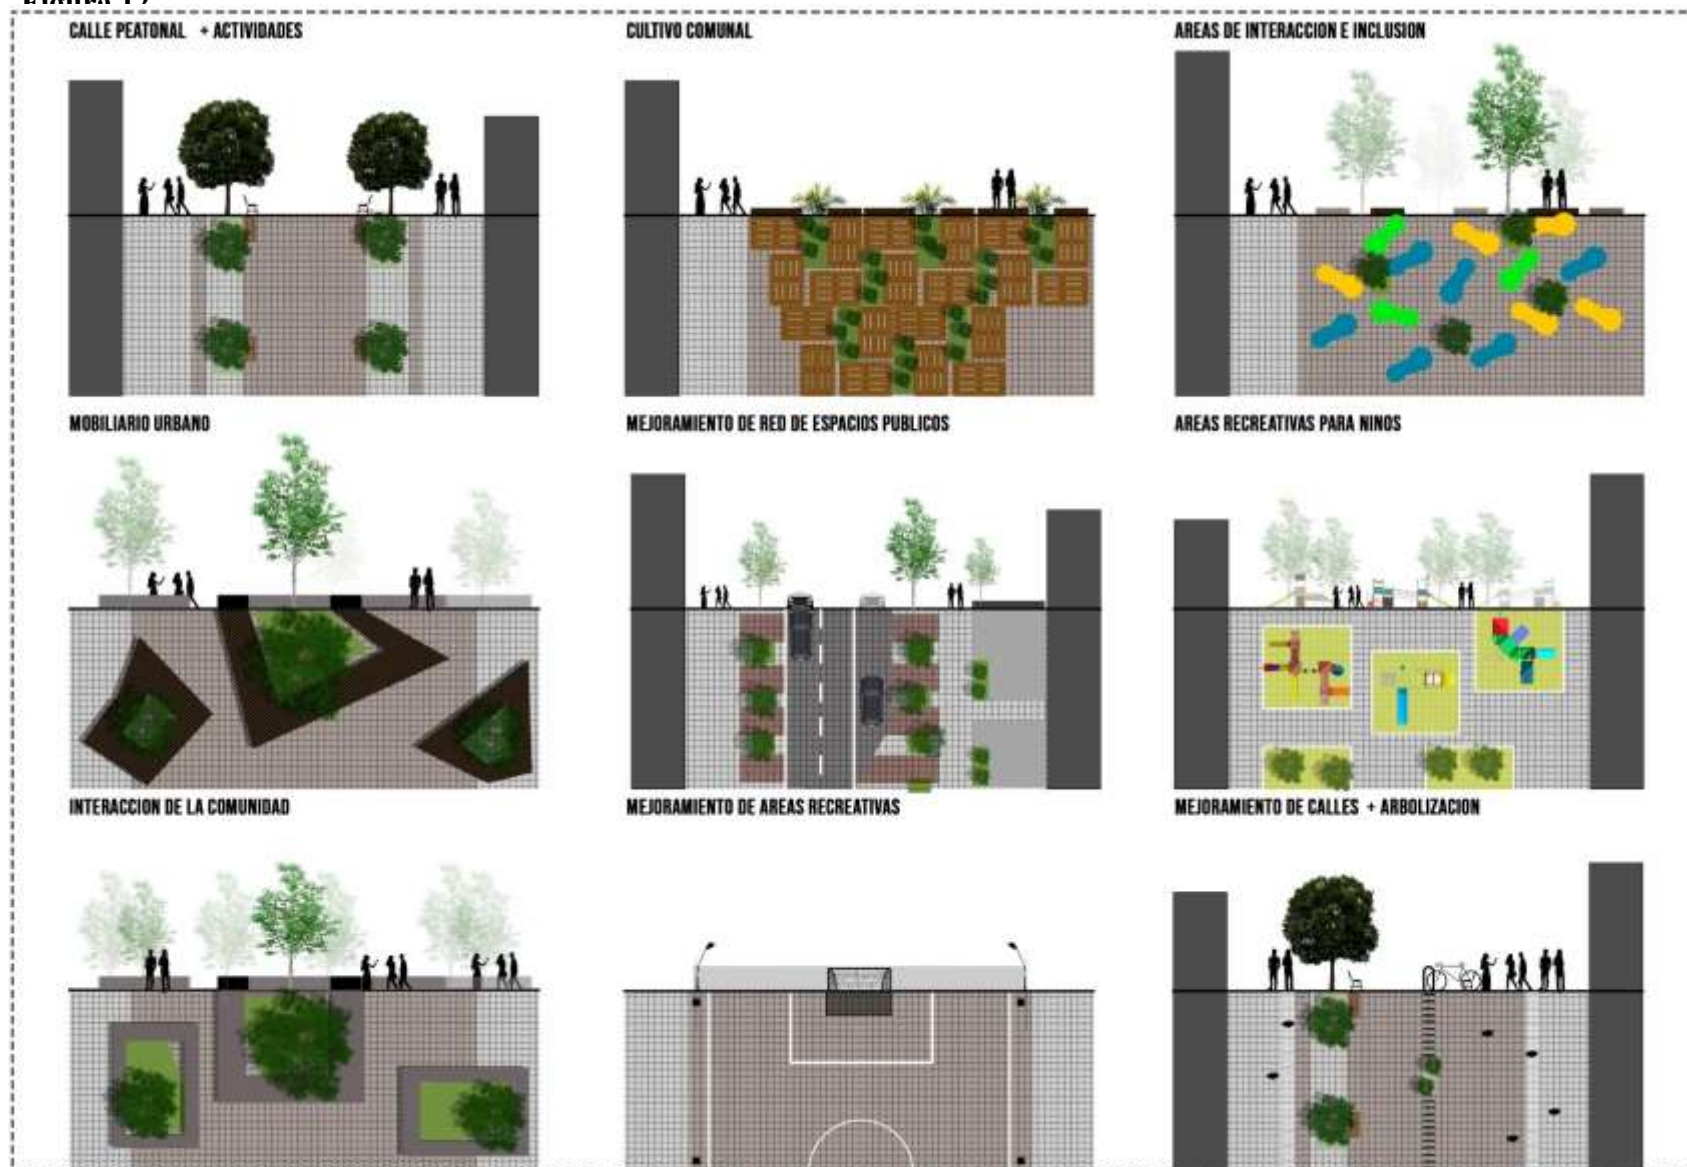 CALLE PEATONAL + ACTIVIDADES
CULTIVO COMUNAL
AREAS DE INTERACCION E INCLUSION
MOBILIARIO URBANO
MEJORAMIENTO DE RED DE ESPACIOS PUBLICOS
AREAS RECREATIVAS PARA NINOS
INTERACCION DE LA COMUNIDAD
MEJORAMIENTO DE AREAS RECREATIVAS
MEJORAMIENTO DE CALLES + ARBOLIZACION